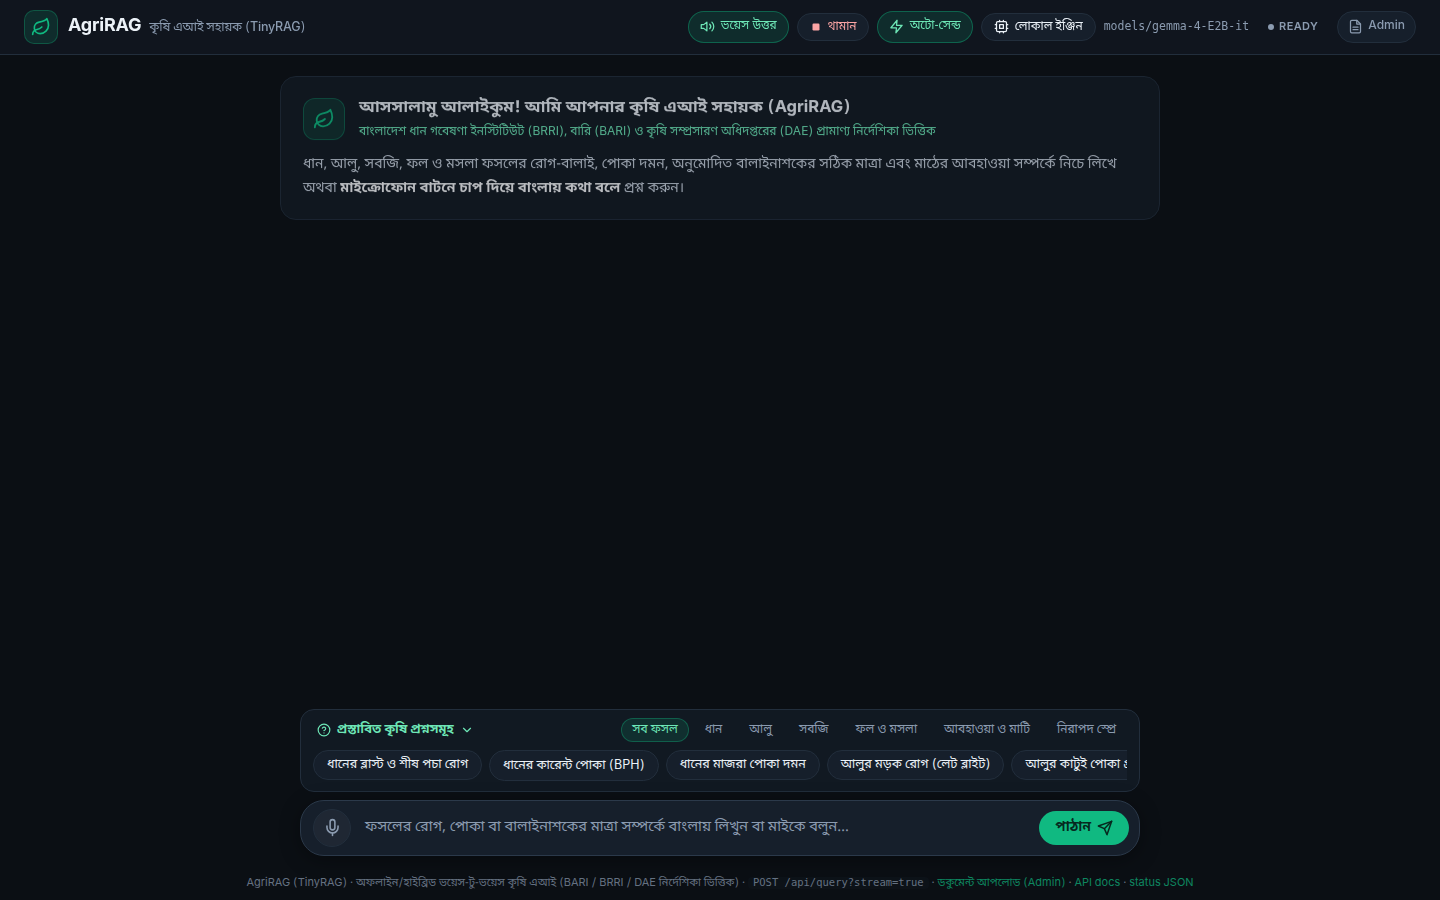 AgriRAG কৃষি এআই সহায়ক (TinyRAG)
ভয়েস উত্তর
থামান
অটো-সেন্ড
লোকাল ইঞ্জিন
models/gemma-4-E2B-it
READY
Admin
আসসালামু আলাইকুম! আমি আপনার কৃষি এআই সহায়ক (AgriRAG)
বাংলাদেশ ধান গবেষণা ইনস্টিটিউট (BRRI), বারি (BARI) ও কৃষি সম্প্রসারণ অধিদপ্তরের (DAE) প্রামাণ্য নির্দেশিকা ভিত্তিক
ধান, আলু, সবজি, ফল ও মসলা ফসলের রোগ-বালাই, পোকা দমন, অনুমোদিত বালাইনাশকের সঠিক মাত্রা এবং মাঠের আবহাওয়া সম্পর্কে নিচে লিখে
অথবা মাইক্রোফোন বাটনে চাপ দিয়ে বাংলায় কথা বলে প্রশ্ন করুন।
প্রস্তাবিত কৃষি প্রশ্নসমূহ
সব ফসল
ধান
আলু
সবজি
ফল ও মসলা
আবহাওয়া ও মাটি
নিরাপদ স্প্রে
ধানের ব্লাস্ট ও শীষ পচা রোগ
ধানের কারেন্ট পোকা (BPH)
ধানের মাজরা পোকা দমন
আলুর মড়ক রোগ (লেট ব্লাইট)
আলুর কাটুই পোকা
ফসলের রোগ, পোকা বা বালাইনাশকের মাত্রা সম্পর্কে বাংলায় লিখুন বা মাইকে বলুন...
পাঠান
AgriRAG (TinyRAG) · অফলাইন/হাইব্রিড ভয়েস-টু-ভয়েস কৃষি এআই (BARI / BRRI / DAE নির্দেশিকা ভিত্তিক) · POST /api/query?stream=true · ডকুমেন্ট আপলোড (Admin) · API docs · status JSON